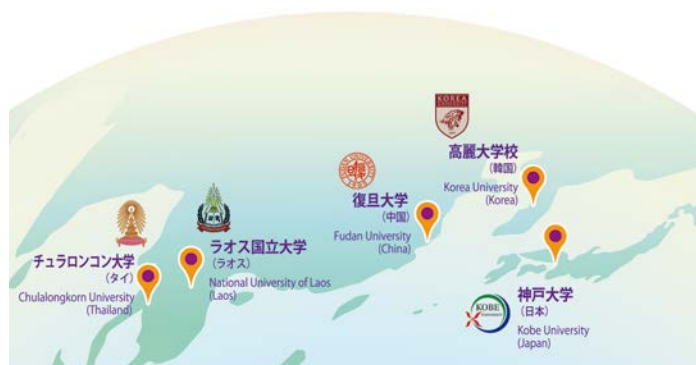 KOREA
高麗大学校
(韓国)
Korea University
(Korea)
復旦大学
(中国)
Fudan University
(China)
ラオス国立大学
(ラオス)
National University of Laos
(Laos)
チュラロンコン大学
(タイ)
Chulalongkorn University
(Thailand)
KOBE
神戸大学
(日本)
Kobe University
(Japan)